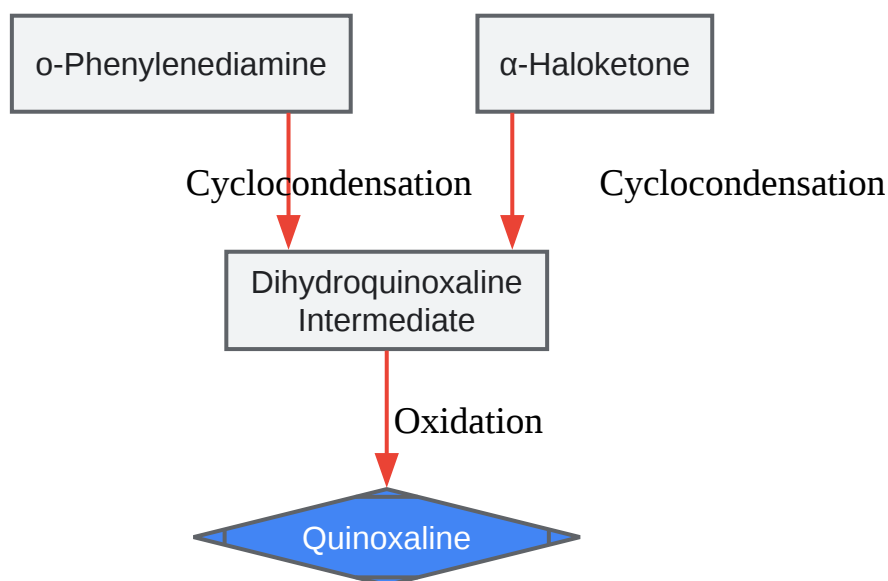 o-Phenylenediamine
α-Haloketone
Cyclocondensation
Cyclocondensation
Dihydroquinoxaline
Intermediate
Oxidation
Quinoxaline